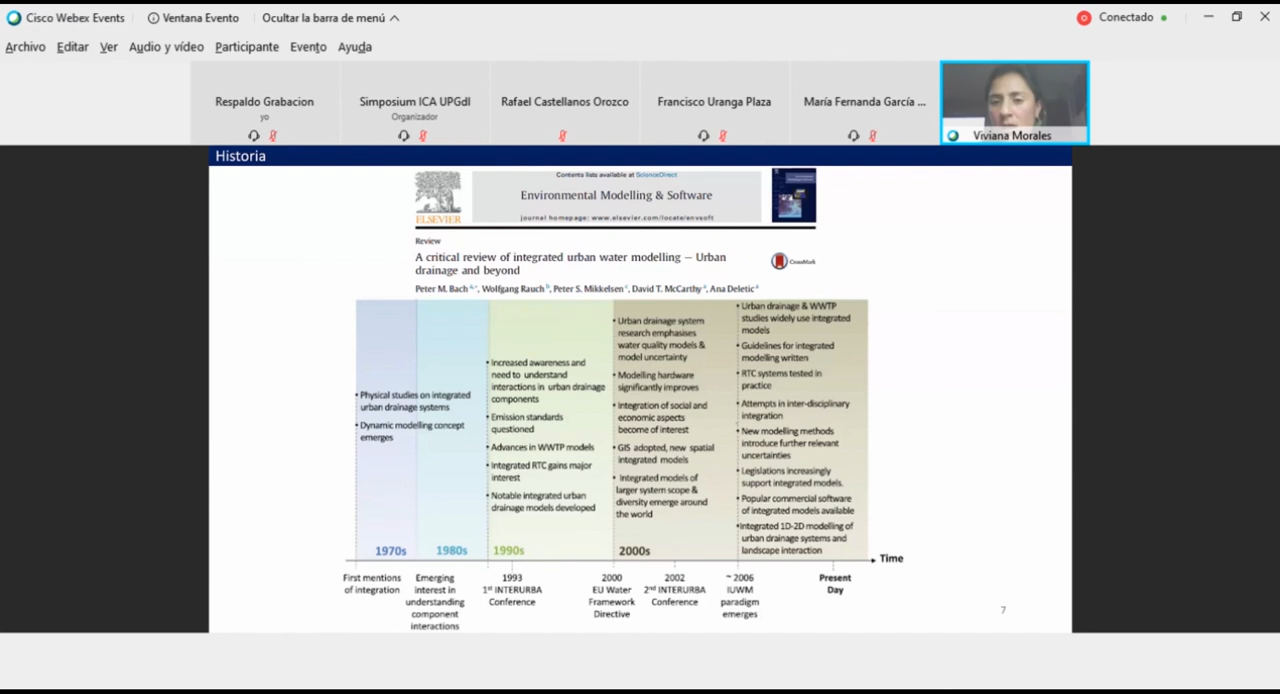 Cisco Webex Events
Ventana Evento
Ocultar la barra de menú
Conectado
Archivo Editar Ver Audio y vídeo Participante Evento Ayuda
Respaldo Grabacion
yo
Simposium ICA UPGdl
Organizador
Rafael Castellanos Orozco
Francisco Uranga Plaza
María Fernanda García ...
Viviana Morales
Historia
Contents lists available at ScienceDirect
Environmental Modelling & Software
journal homepage: www.elsevier.com/locate/envsoft
ELSEVIER
Review
A critical review of integrated urban water modelling – Urban
drainage and beyond
CrossMark
Peter M. Bach a,*, Wolfgang Rauch b, Peter S. Mikkelsen c, David T. McCarthy a, Ana Deletic a
• Physical studies on integrated
urban drainage systems
• Dynamic modelling concept
emerges
• Increased awareness and
need to understand
interactions in urban drainage
components
• Emission standards
questioned
• Advances in WWTP models
• Integrated RTC gains major
interest
• Notable integrated urban
drainage models developed
• Urban drainage system
research emphasises
water quality models &
model uncertainty
• Modelling hardware
significantly improves
• Integration of social and
economic aspects
become of interest
• GIS adopted, new spatial
integrated models
• Integrated models of
larger system scope &
diversity emerge around
the world
• Urban drainage & WWTP
studies widely use integrated
models
• Guidelines for integrated
modelling written
• RTC systems tested in
practice
• Attempts in inter-disciplinary
integration
• New modelling methods
introduce further relevant
uncertainties
• Legislations increasingly
support integrated models.
• Popular commercial software
of integrated models available
• Integrated 1D-2D modelling of
urban drainage systems and
landscape interaction
1970s
1980s
1990s
2000s
Time
First mentions
of integration
Emerging
interest in
understanding
component
interactions
1993
1st INTERURBA
Conference
2000
EU Water
Framework
Directive
2002
2nd INTERURBA
Conference
~ 2006
IUWM
paradigm
emerges
Present
Day
7